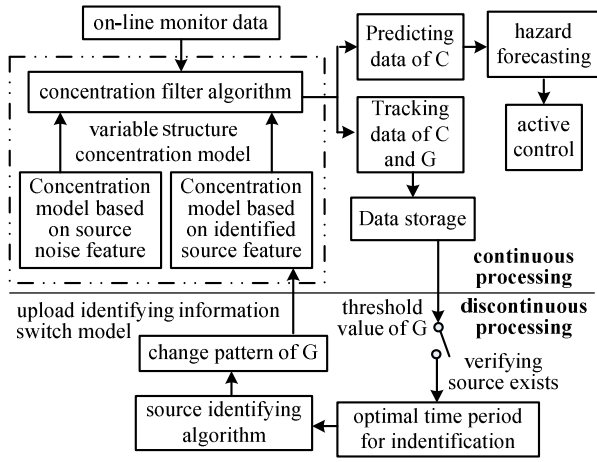 on-line monitor data
concentration filter algorithm
variable structure
concentration model
Concentration
model based
on source
noise feature
Concentration
model based
on identified
source feature
Predicting
data of C
hazard
forecasting
active
control
Tracking
data of C
and G
Data storage
continuous
processing
discontinuous
processing
upload identifying information
switch model
threshold
value of G
change pattern of G
verifying
source exists
source identifying
algorithm
optimal time period
for indentification